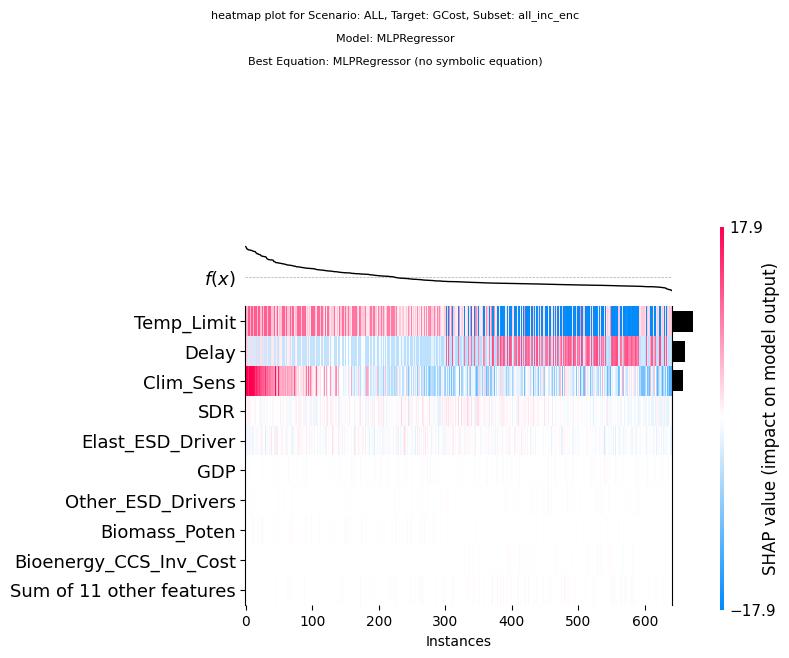 heatmap plot for Scenario: ALL, Target: GCost, Subset: all_inc_enc
Model: MLPRegressor
Best Equation: MLPRegressor (no symbolic equation)
17.9
f(x)
Temp_Limit
Delay
Clim_Sens
SDR
Elast_ESD_Driver
GDP
Other_ESD_Drivers
Biomass_Poten
Bioenergy_CCS_Inv_Cost
Sum of 11 other features
SHAP value (impact on model output)
−17.9
0 100 200 300 400 500 600
Instances